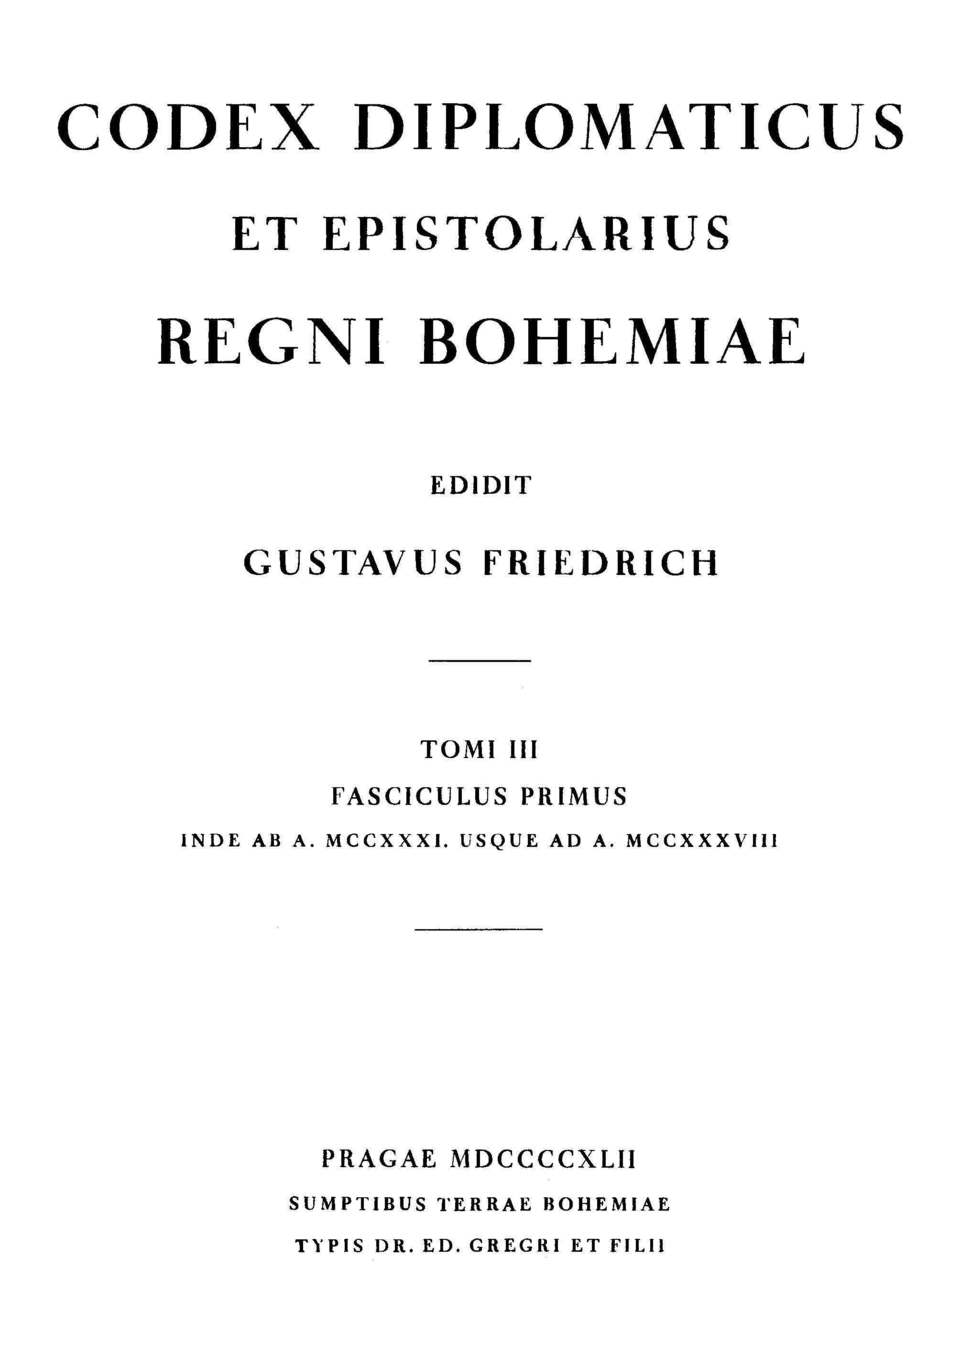 CODEX DIPLOMATICUS
ET EPISTOLARIUS
REGNI BOHEMIAE
EDIDIT
GUSTAVUS FRIEDRICH
TOMI III
FASCICULUS PRIMUS
INDE AB A. MCCXXXI. USQUE AD A. MCCXXXVIII
PRAGAE MDCCCCXLII
SUMPTIBUS TERRAE BOHEMIAE
TYPIS DR. ED. GREGRI ET FILII